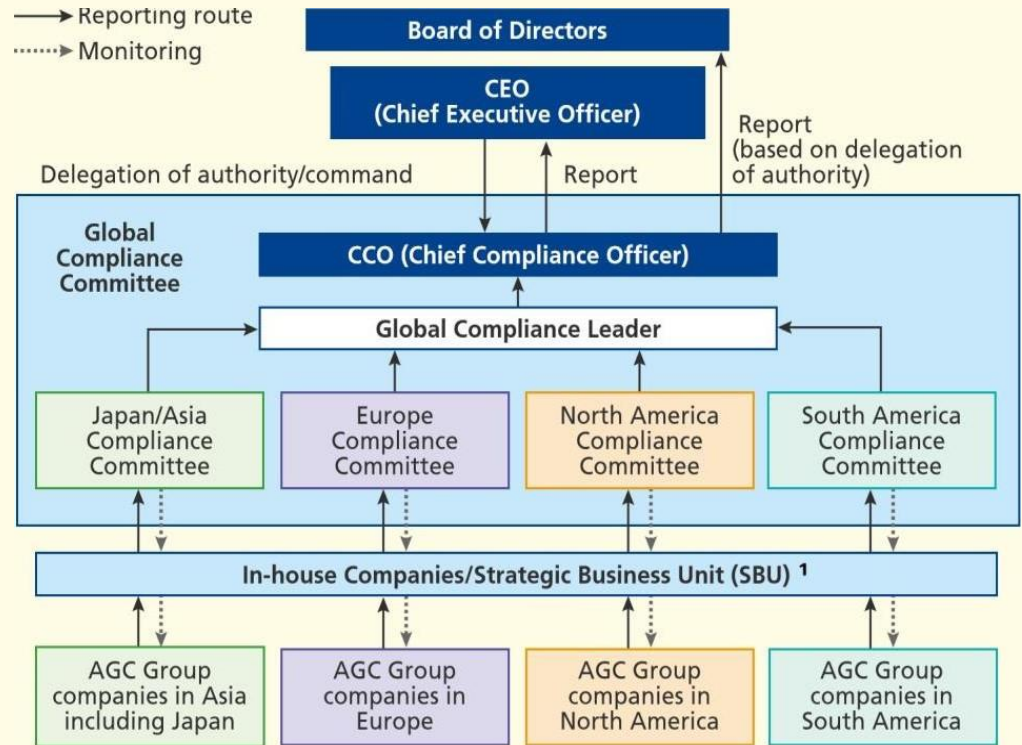 Reporting route
Monitoring
Board of Directors
CEO
(Chief Executive Officer)
Report
(based on delegation
of authority)
Delegation of authority/command
Report
Global
Compliance
Committee
CCO (Chief Compliance Officer)
Global Compliance Leader
Japan/Asia
Compliance
Committee
Europe
Compliance
Committee
North America
Compliance
Committee
South America
Compliance
Committee
In-house Companies/Strategic Business Unit (SBU) 1
AGC Group
companies in Asia
including Japan
AGC Group
companies in
Europe
AGC Group
companies in
North America
AGC Group
companies in
South America